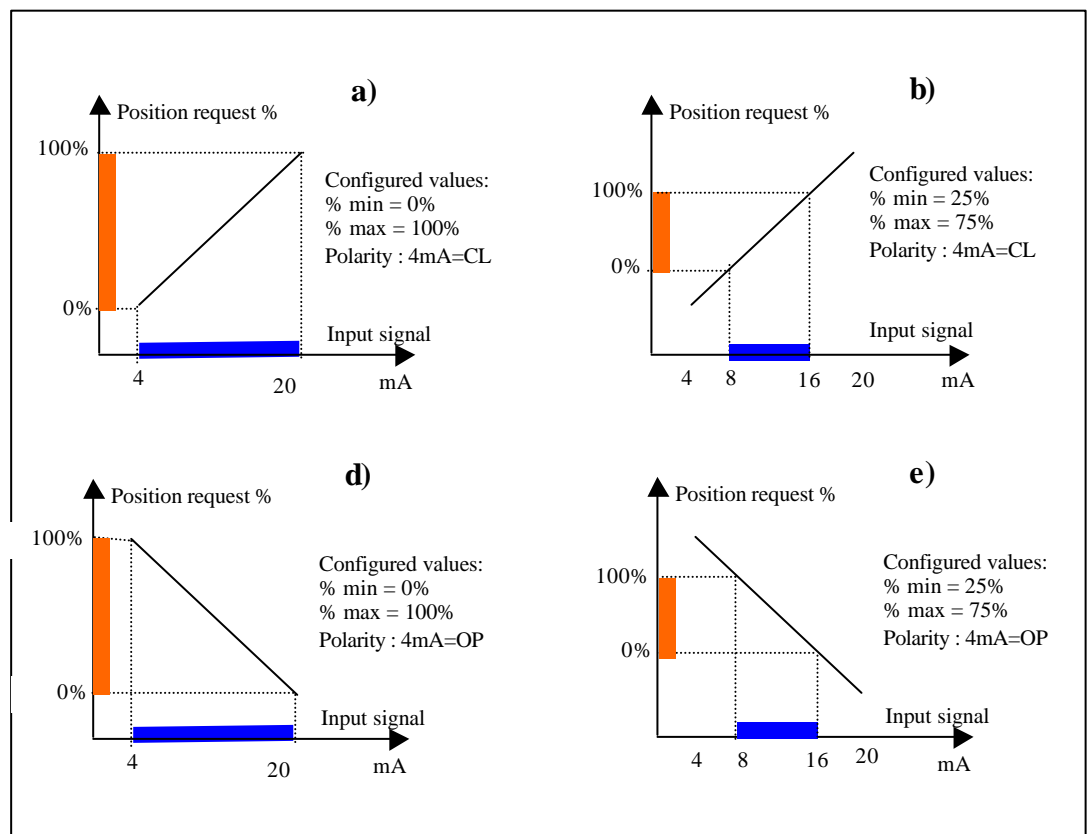 a)
Position request %
100%
Configured values:
% min = 0%
% max = 100%
Polarity : 4mA=CL
0%
Input signal
4
20
mA
b)
Position request %
100%
Configured values:
% min = 25%
% max = 75%
Polarity : 4mA=CL
0%
Input signal
4
8
16
20
mA
d)
Position request %
100%
Configured values:
% min = 0%
% max = 100%
Polarity : 4mA=OP
0%
Input signal
4
20
mA
e)
Position request %
100%
Configured values:
% min = 25%
% max = 75%
Polarity : 4mA=OP
0%
Input signal
4
8
16
20
mA